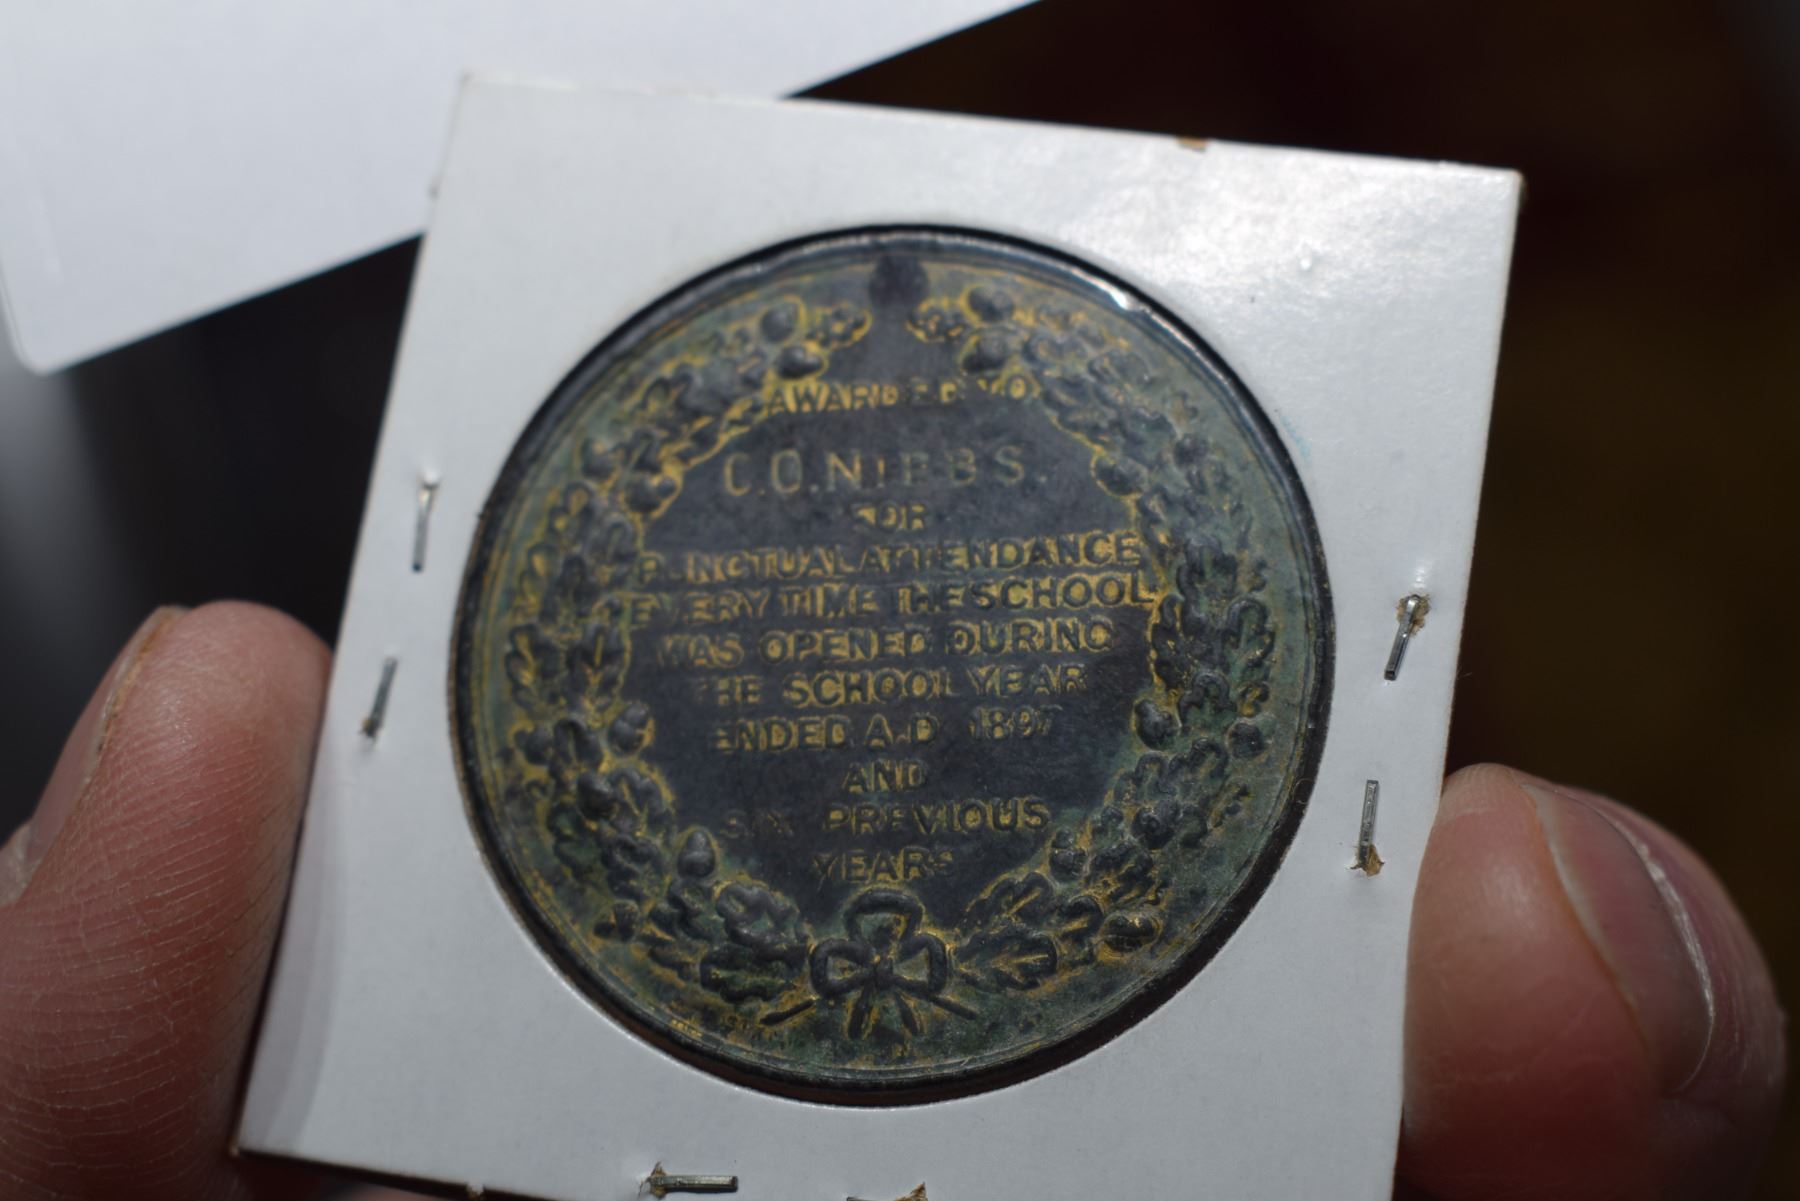 AWARDED TO
C.O.NIBBS.
FOR
PUNCTUAL ATTENDANCE
EVERY TIME THE SCHOOL
WAS OPENED DURING
THE SCHOOL YEAR
ENDED A.D 1897
AND
SIX PREVIOUS
YEARS